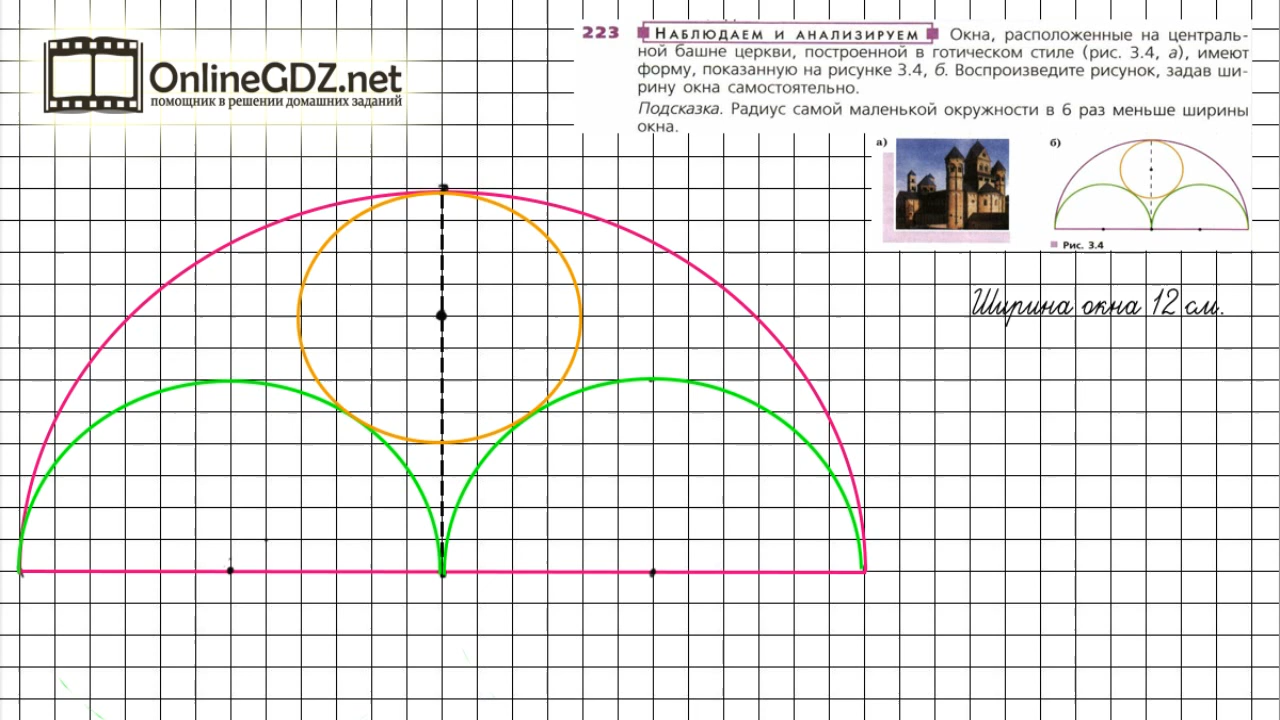 OnlineGDZ.net
помощник в решении домашних заданий
223 НАБЛЮДАЕМ И АНАЛИЗИРУЕМ Окна, расположенные на централь-
ной башне церкви, построенной в готическом стиле (рис. 3.4, а), имеют
форму, показанную на рисунке 3.4, б. Воспроизведите рисунок, задав ши-
рину окна самостоятельно.
Подсказка. Радиус самой маленькой окружности в 6 раз меньше ширины
окна.
а) б)
Рис. 3.4
Ширина окна 12 см.